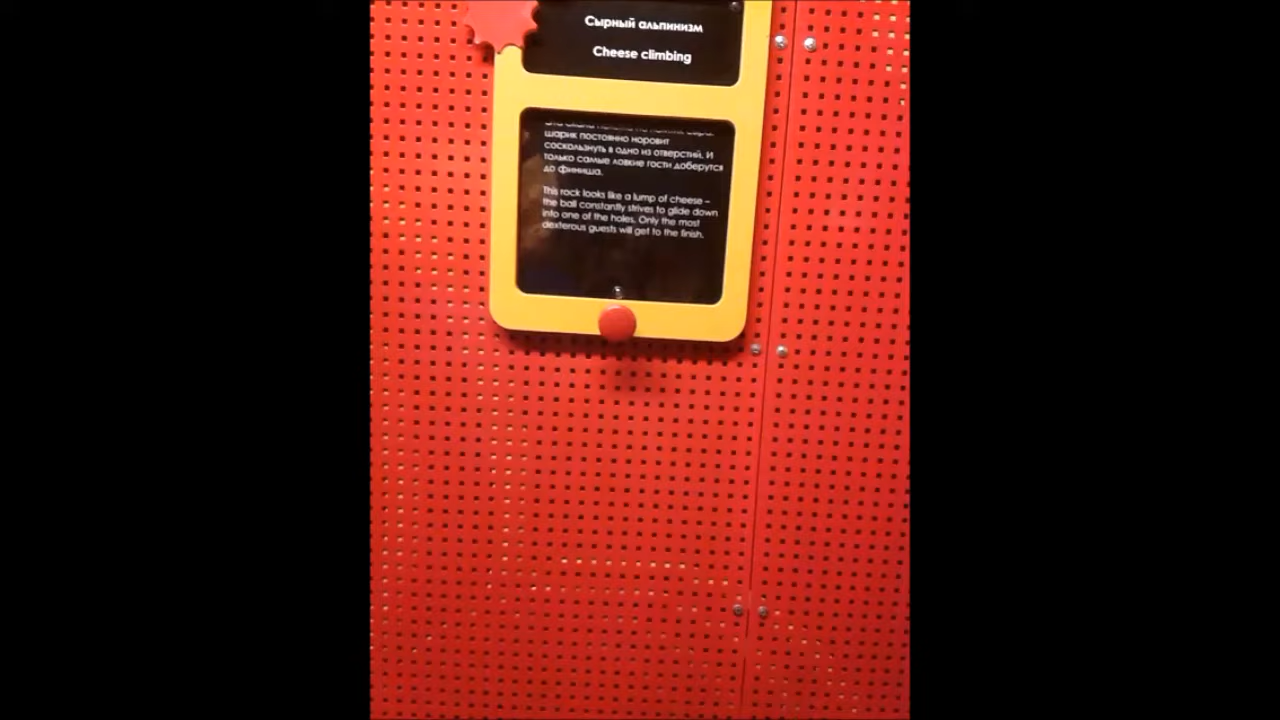 Сырный альпинизм
Cheese climbing
шарик постоянно норовит
соскользнуть в одно из отверстий. И
только самые ловкие гости доберутся
до финиша.
This rock looks like a lump of cheese –
the ball constantly strives to glide down
into one of the holes. Only the most
dexterous guests will get to the finish.